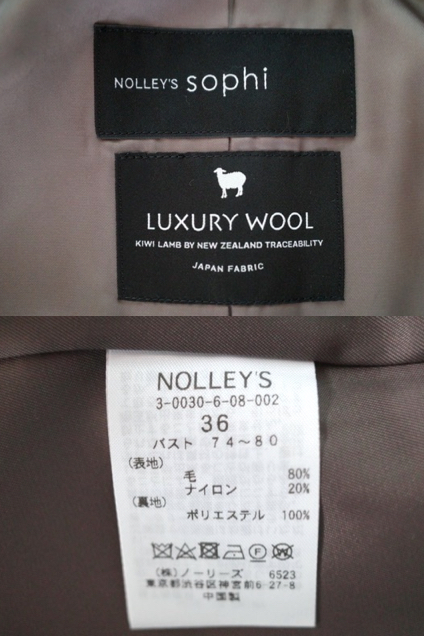 NOLLEY'S sophi
LUXURY WOOL
KIWI LAMB BY NEW ZEALAND TRACEABILITY
JAPAN FABRIC
NOLLEY'S
3-0030-6-08-002
36
バスト 74~80
(表地)
毛 80%
ナイロン 20%
(裏地)
ポリエステル 100%
(株)ノーリーズ 6523
東京都渋谷区神宮前6-27-8
中国製